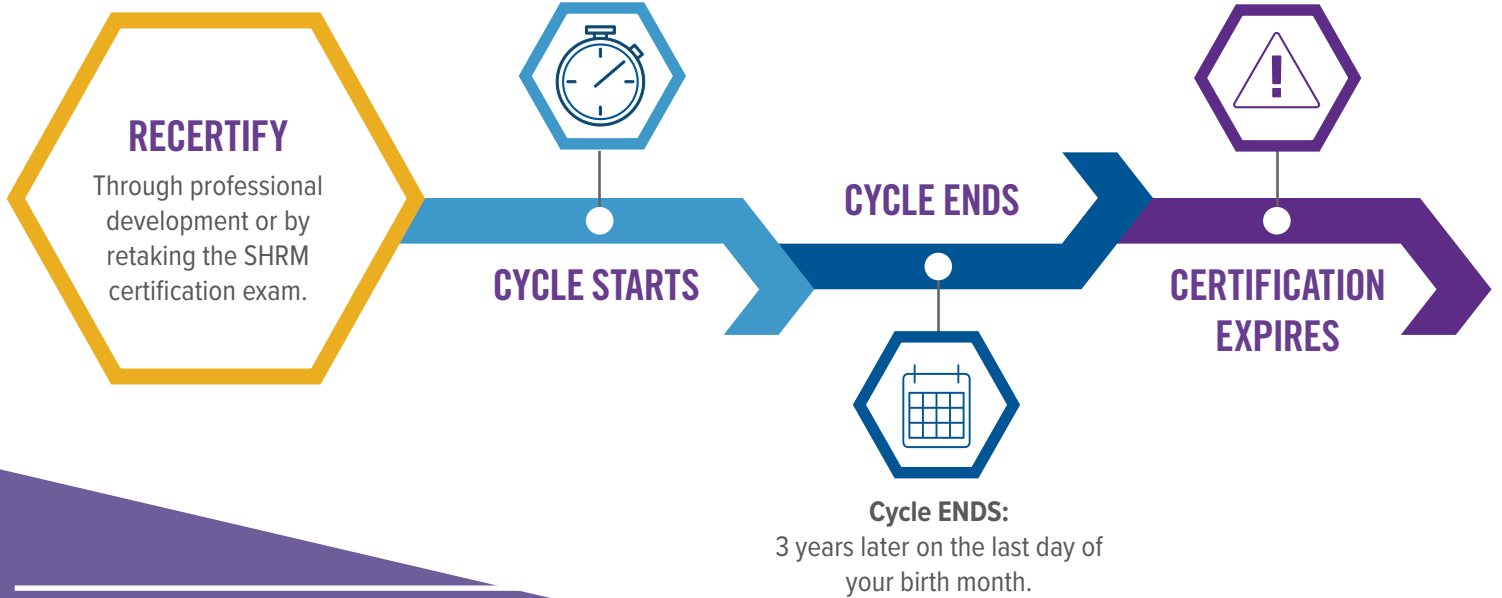 RECERTIFY
Through professional
development or by
retaking the SHRM
certification exam.
CYCLE STARTS
CYCLE ENDS
Cycle ENDS:
3 years later on the last day of
your birth month.
CERTIFICATION
EXPIRES